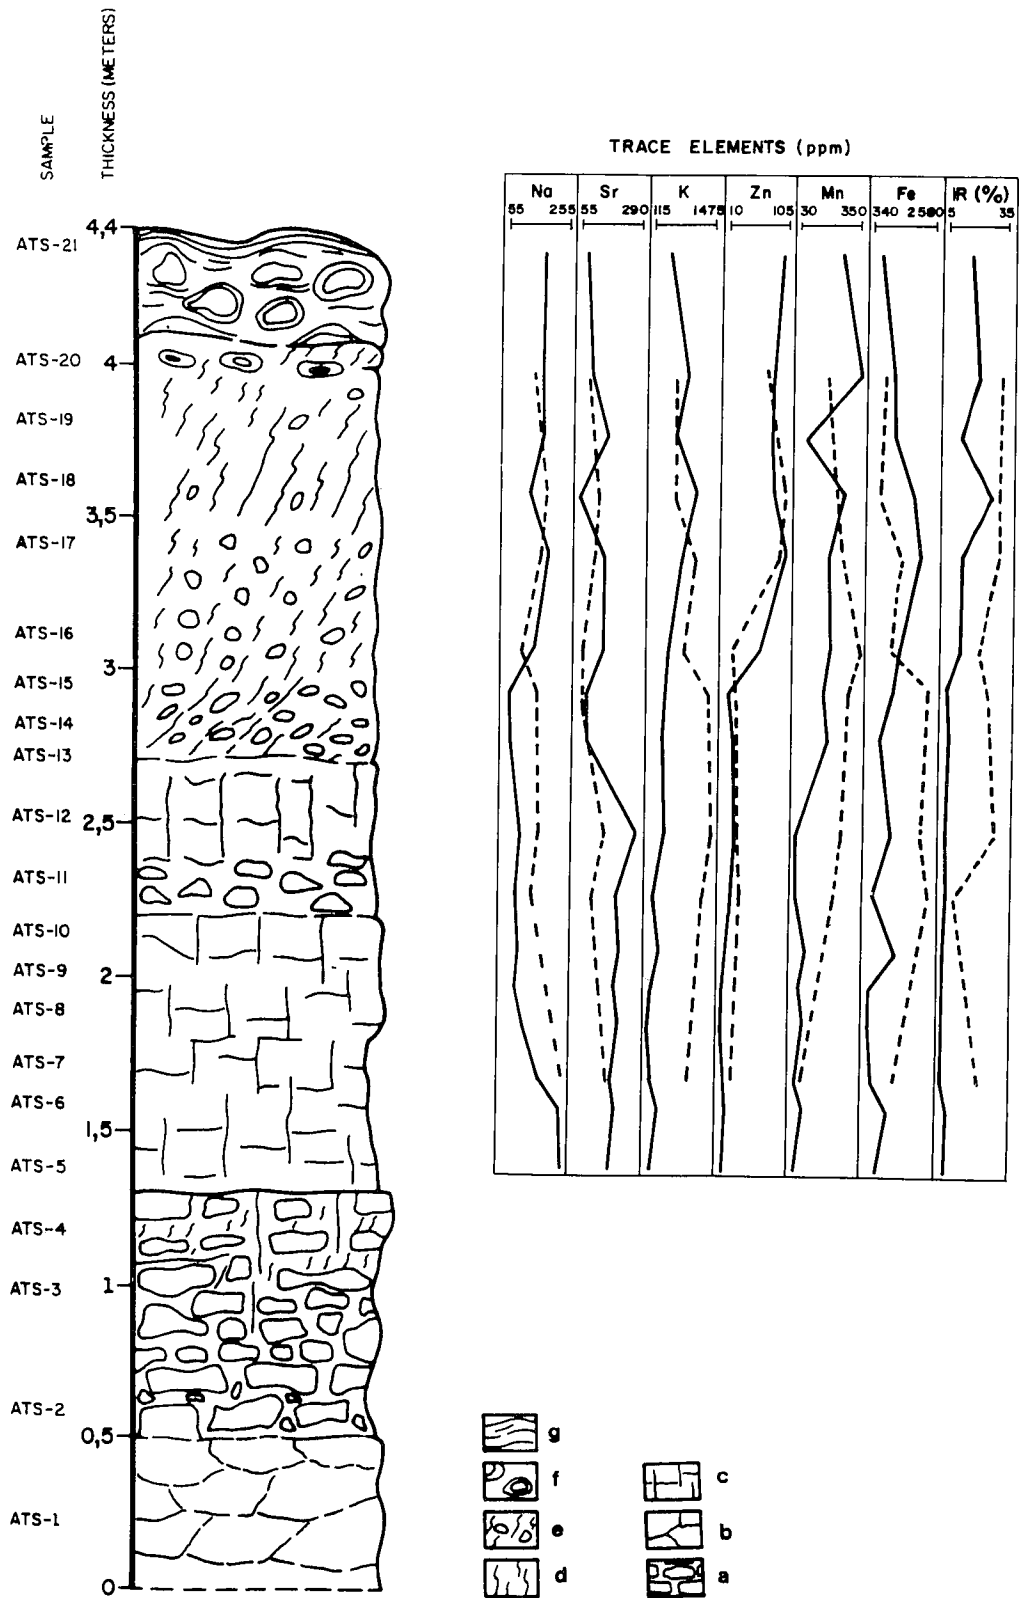 SAMPLE
THICKNESS (METERS)
TRACE ELEMENTS (ppm)
Na Sr K Zn Mn Fe IR (%)
55 255 55 290 115 1475 10 105 30 350 340 2580 5 35
4,4
ATS-21
ATS-20
4
ATS-19
ATS-18
3,5
ATS-17
ATS-16
3
ATS-15
ATS-14
ATS-13
ATS-12
2,5
ATS-11
ATS-10
ATS-9
2
ATS-8
ATS-7
ATS-6
1,5
ATS-5
ATS-4
ATS-3
1
ATS-2
0,5
ATS-1
0
g
f c
e b
d a